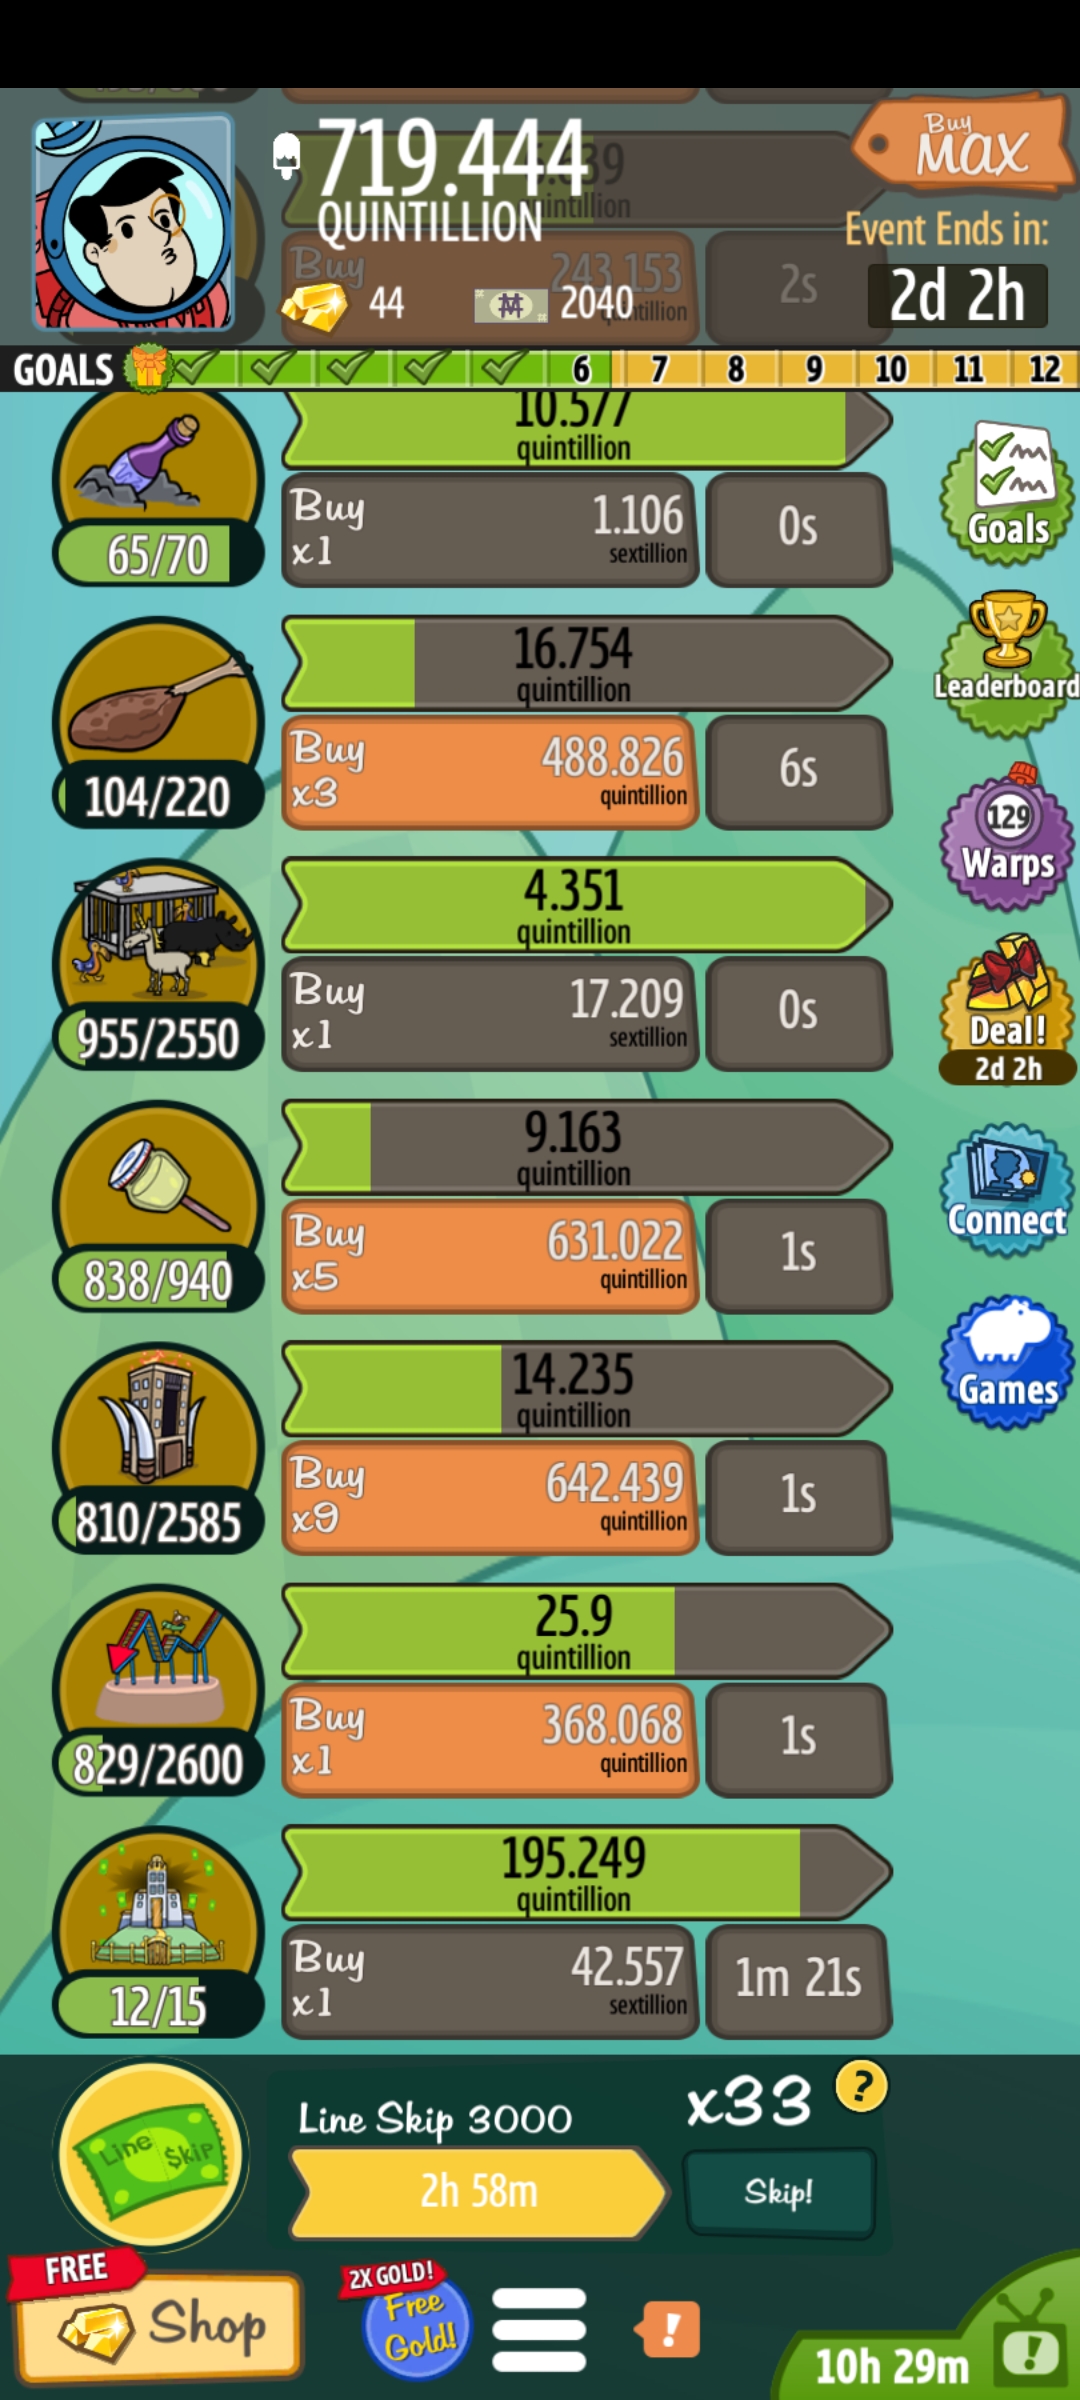 719.444
QUINTILLION
Buy
MAX
Event Ends in:
2d 2h
44
2040
Buy
243.153
2s
GOALS
6 7 8 9 10 11 12
10.577
quintillion
65/70
Buy
x1
1.106
sextillion
0s
Goals
16.754
quintillion
104/220
Buy
x3
488.826
quintillion
6s
Leaderboard
4.351
quintillion
955/2550
Buy
x1
17.209
sextillion
0s
129
Warps
Deal!
2d 2h
9.163
quintillion
838/940
Buy
x5
631.022
quintillion
1s
Connect
14.235
quintillion
810/2585
Buy
x9
642.439
quintillion
1s
Games
25.9
quintillion
829/2600
Buy
x1
368.068
quintillion
1s
195.249
quintillion
12/15
Buy
x1
42.557
sextillion
1m 21s
Line $kip
Line Skip 3000
x33
?
2h 58m
Skip!
FREE
Shop
2X GOLD!
Free
Gold!
!
10h 29m
!